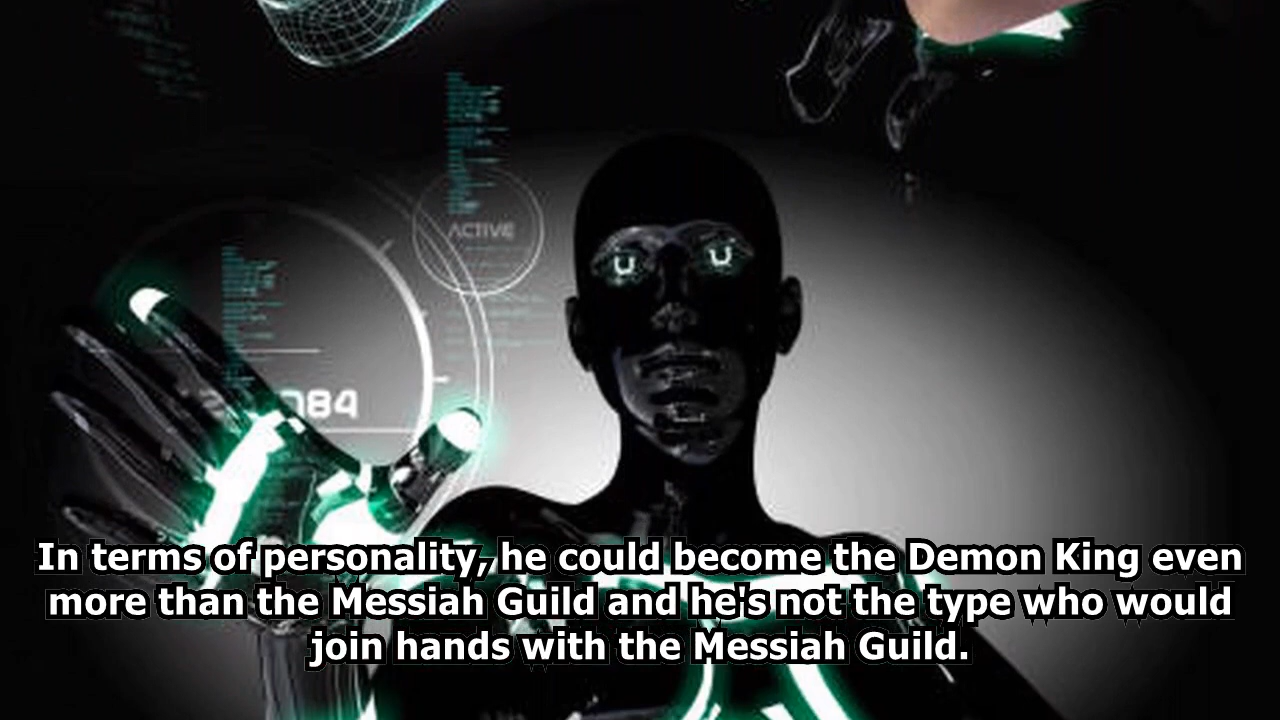 ACTIVE
084
In terms of personality, he could become the Demon King even
more than the Messiah Guild and he's not the type who would
join hands with the Messiah Guild.